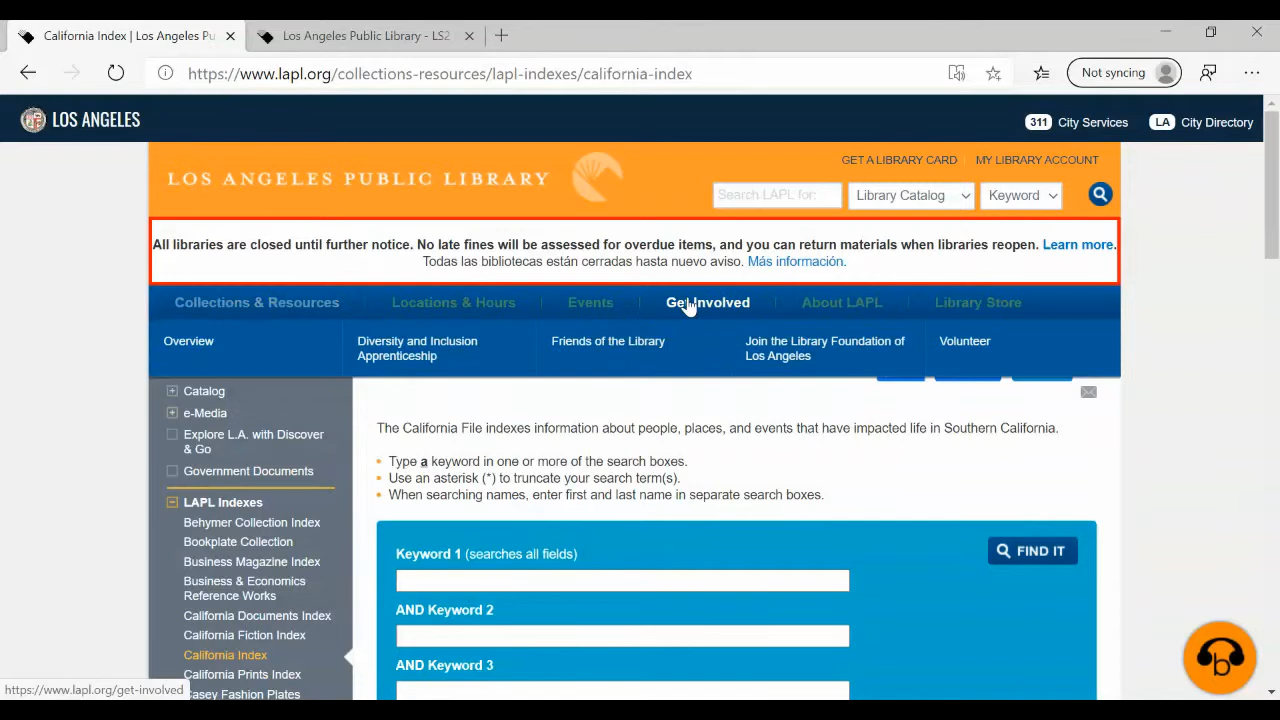 California Index | Los Angeles Pu
Los Angeles Public Library - LS2
https://www.lapl.org/collections-resources/lapl-indexes/california-index
Not syncing
LOS ANGELES
311 City Services
LA City Directory
GET A LIBRARY CARD
MY LIBRARY ACCOUNT
LOS ANGELES PUBLIC LIBRARY
Search LAPL for:
Library Catalog
Keyword
All libraries are closed until further notice. No late fines will be assessed for overdue items, and you can return materials when libraries reopen. Learn more.
Todas las bibliotecas están cerradas hasta nuevo aviso. Más información.
Collections & Resources
Locations & Hours
Events
Get Involved
About LAPL
Library Store
Overview
Diversity and Inclusion
Apprenticeship
Friends of the Library
Join the Library Foundation of
Los Angeles
Volunteer
Catalog
e-Media
Explore L.A. with Discover
& Go
Government Documents
LAPL Indexes
Behymer Collection Index
Bookplate Collection
Business Magazine Index
Business & Economics
Reference Works
California Documents Index
California Fiction Index
California Index
California Prints Index
Casey Fashion Plates
The California File indexes information about people, places, and events that have impacted life in Southern California.
Type a keyword in one or more of the search boxes.
Use an asterisk (*) to truncate your search term(s).
When searching names, enter first and last name in separate search boxes.
Keyword 1 (searches all fields)
FIND IT
AND Keyword 2
AND Keyword 3
https://www.lapl.org/get-involved
b